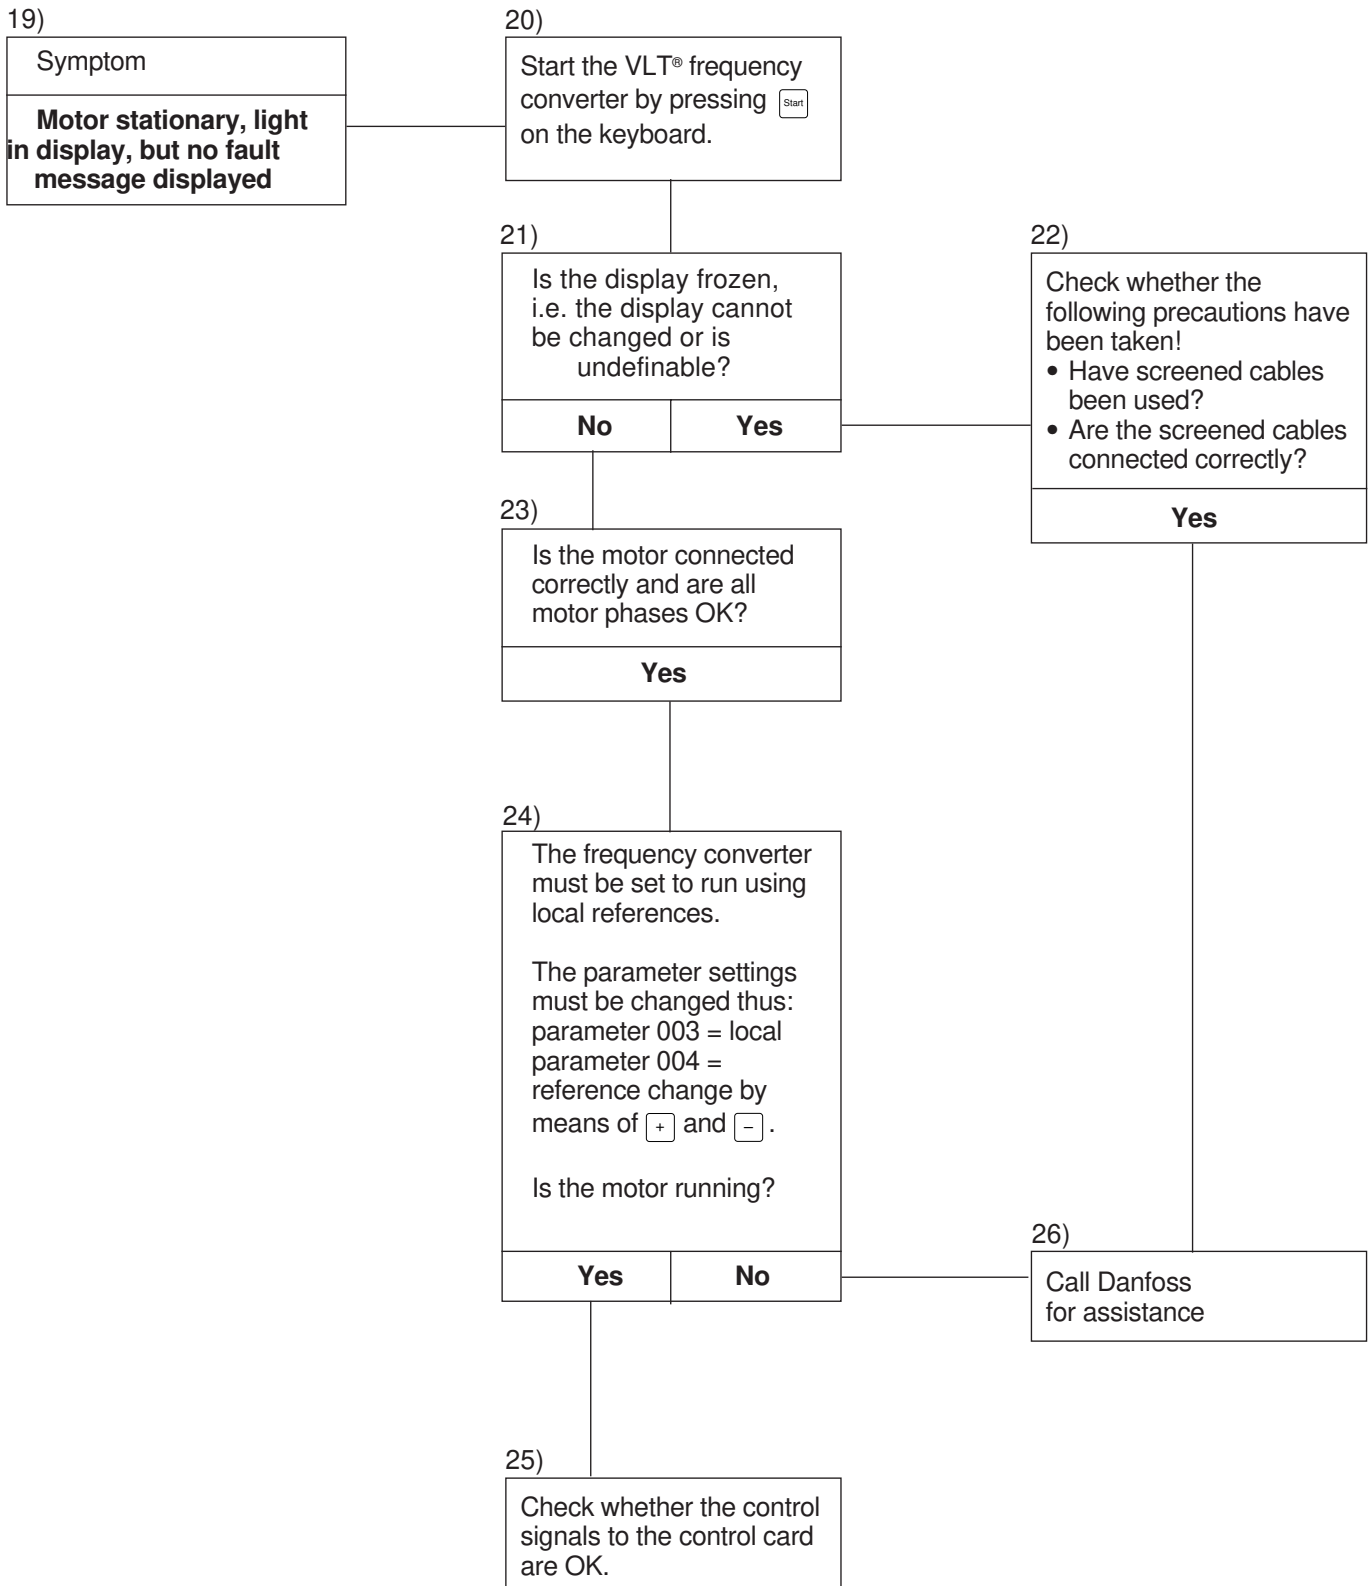 19)
Symptom
Motor stationary, light
in display, but no fault
message displayed
20)
Start the VLT® frequency
converter by pressing Start
on the keyboard.
21)
Is the display frozen,
i.e. the display cannot
be changed or is
undefinable?
No Yes
22)
Check whether the
following precautions have
been taken!
• Have screened cables
been used?
• Are the screened cables
connected correctly?
Yes
23)
Is the motor connected
correctly and are all
motor phases OK?
Yes
24)
The frequency converter
must be set to run using
local references.
The parameter settings
must be changed thus:
parameter 003 = local
parameter 004 =
reference change by
means of + and – .
Is the motor running?
Yes No
26)
Call Danfoss
for assistance
25)
Check whether the control
signals to the control card
are OK.